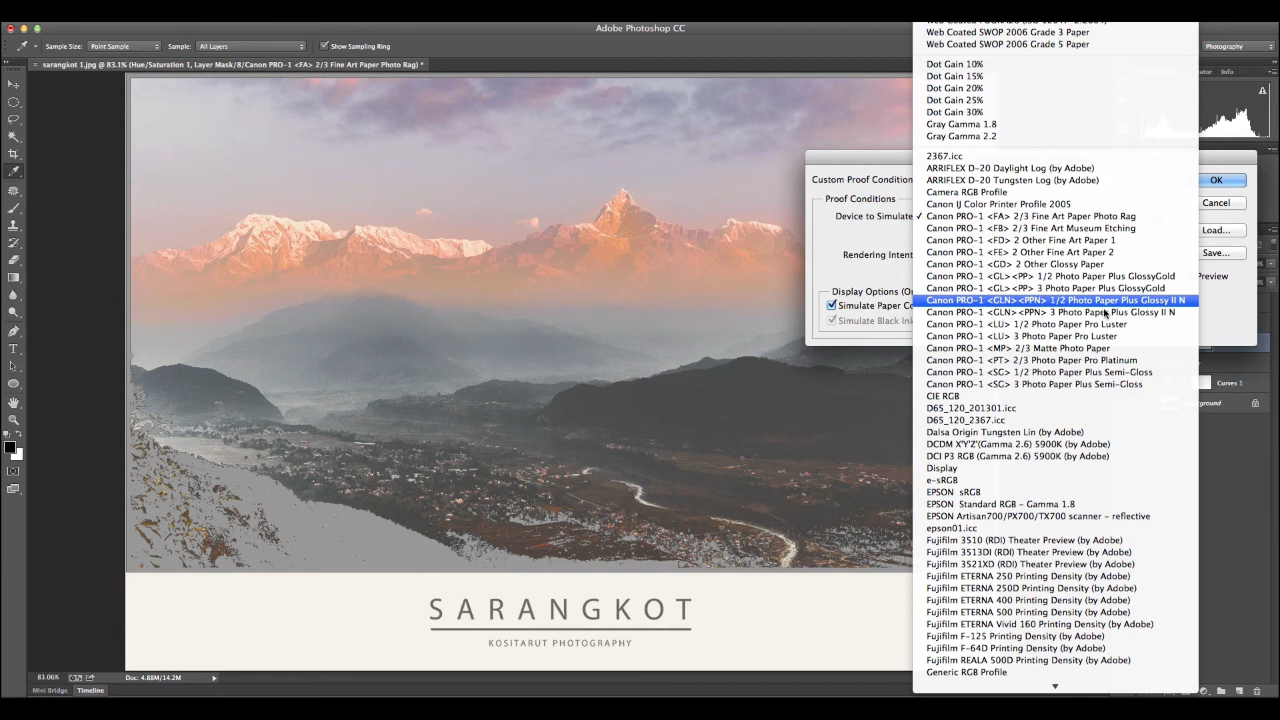 Adobe Photoshop CC
Sample Size: Point Sample Sample: All Layers Show Sampling Ring
Photography
sarangkot 1.jpg @ 83.1% (Hue/Saturation 1, Layer Mask/8/Canon PRO-1 <FA> 2/3 Fine Art Paper Photo Rag) *
Info
Web Coated SWOP 2006 Grade 3 Paper
Web Coated SWOP 2006 Grade 5 Paper
Dot Gain 10%
Dot Gain 15%
Dot Gain 20%
Dot Gain 25%
Dot Gain 30%
Gray Gamma 1.8
Gray Gamma 2.2
2367.icc
ARRIFLEX D-20 Daylight Log (by Adobe)
ARRIFLEX D-20 Tungsten Log (by Adobe)
Camera RGB Profile
Canon IJ Color Printer Profile 2005
✓ Canon PRO-1 <FA> 2/3 Fine Art Paper Photo Rag
Canon PRO-1 <FB> 2/3 Fine Art Museum Etching
Canon PRO-1 <FD> 2 Other Fine Art Paper 1
Canon PRO-1 <FE> 2 Other Fine Art Paper 2
Canon PRO-1 <GD> 2 Other Glossy Paper
Canon PRO-1 <GL><PP> 1/2 Photo Paper Plus GlossyGold
Canon PRO-1 <GL><PP> 3 Photo Paper Plus GlossyGold
Canon PRO-1 <GLN><PPN> 1/2 Photo Paper Plus Glossy II N
Canon PRO-1 <GLN><PPN> 3 Photo Paper Plus Glossy II N
Canon PRO-1 <LU> 1/2 Photo Paper Pro Luster
Canon PRO-1 <LU> 3 Photo Paper Pro Luster
Canon PRO-1 <MP> 2/3 Matte Photo Paper
Canon PRO-1 <PT> 2/3 Photo Paper Pro Platinum
Canon PRO-1 <SG> 1/2 Photo Paper Plus Semi-Gloss
Canon PRO-1 <SG> 3 Photo Paper Plus Semi-Gloss
CIE RGB
D65_120_201301.icc
D65_120_2367.icc
Dalsa Origin Tungsten Lin (by Adobe)
DCDM X'Y'Z'(Gamma 2.6) 5900K (by Adobe)
DCI P3 RGB (Gamma 2.6) 5900K (by Adobe)
Display
e-sRGB
EPSON sRGB
EPSON Standard RGB - Gamma 1.8
EPSON Artisan700/PX700/TX700 scanner - reflective
epson01.icc
Fujifilm 3510 (RDI) Theater Preview (by Adobe)
Fujifilm 3513DI (RDI) Theater Preview (by Adobe)
Fujifilm 3521XD (RDI) Theater Preview (by Adobe)
Fujifilm ETERNA 250 Printing Density (by Adobe)
Fujifilm ETERNA 250D Printing Density (by Adobe)
Fujifilm ETERNA 400 Printing Density (by Adobe)
Fujifilm ETERNA 500 Printing Density (by Adobe)
Fujifilm ETERNA Vivid 160 Printing Density (by Adobe)
Fujifilm F-125 Printing Density (by Adobe)
Fujifilm F-64D Printing Density (by Adobe)
Fujifilm REALA 500D Printing Density (by Adobe)
Generic RGB Profile
Custom Proof Condition
Proof Conditions
Device to Simulate
Rendering Intent
Display Options (O
Simulate Paper Co
Simulate Black In
OK
Cancel
Load...
Save...
Preview
Curves 1
SARANGKOT
KOSITARUT PHOTOGRAPHY
83.06% Doc: 4.88M/14.2M
Mini Bridge Timeline